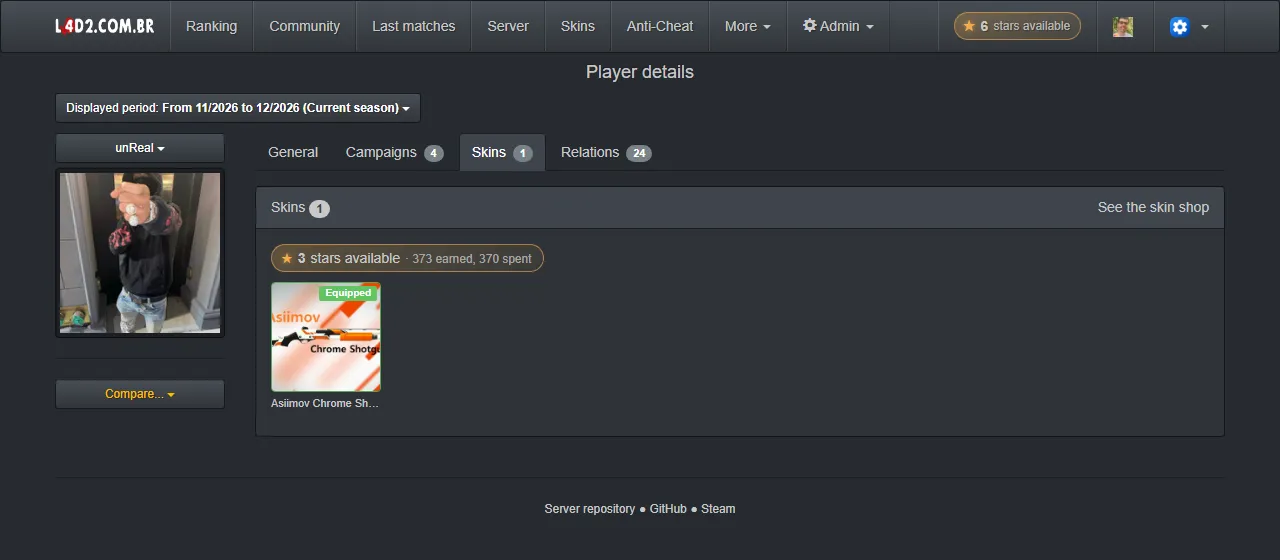 L4D2.COM.BR Ranking Community Last matches Server Skins Anti-Cheat More Admin ★ 6 stars available
Player details
Displayed period: From 11/2026 to 12/2026 (Current season)
unReal
General Campaigns 4 Skins 1 Relations 24
Skins 1 See the skin shop
★ 3 stars available · 373 earned, 370 spent
Equipped
Asiimov
Chrome Shotgu
Asiimov Chrome Sh...
Compare...
Server repository ● GitHub ● Steam